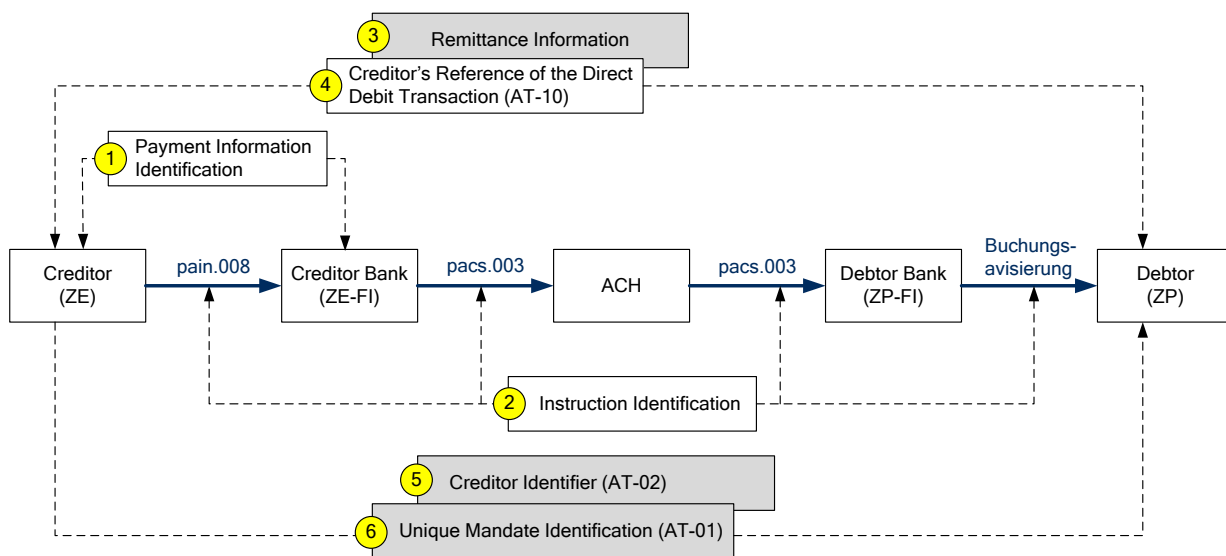 3
Remittance Information
4
Creditor's Reference of the Direct
Debit Transaction (AT-10)
1
Payment Information
Identification
Creditor
(ZE)
pain.008
Creditor Bank
(ZE-FI)
pacs.003
ACH
pacs.003
Debtor Bank
(ZP-FI)
Buchungs-
avisierung
Debtor
(ZP)
2
Instruction Identification
5
Creditor Identifier (AT-02)
6
Unique Mandate Identification (AT-01)